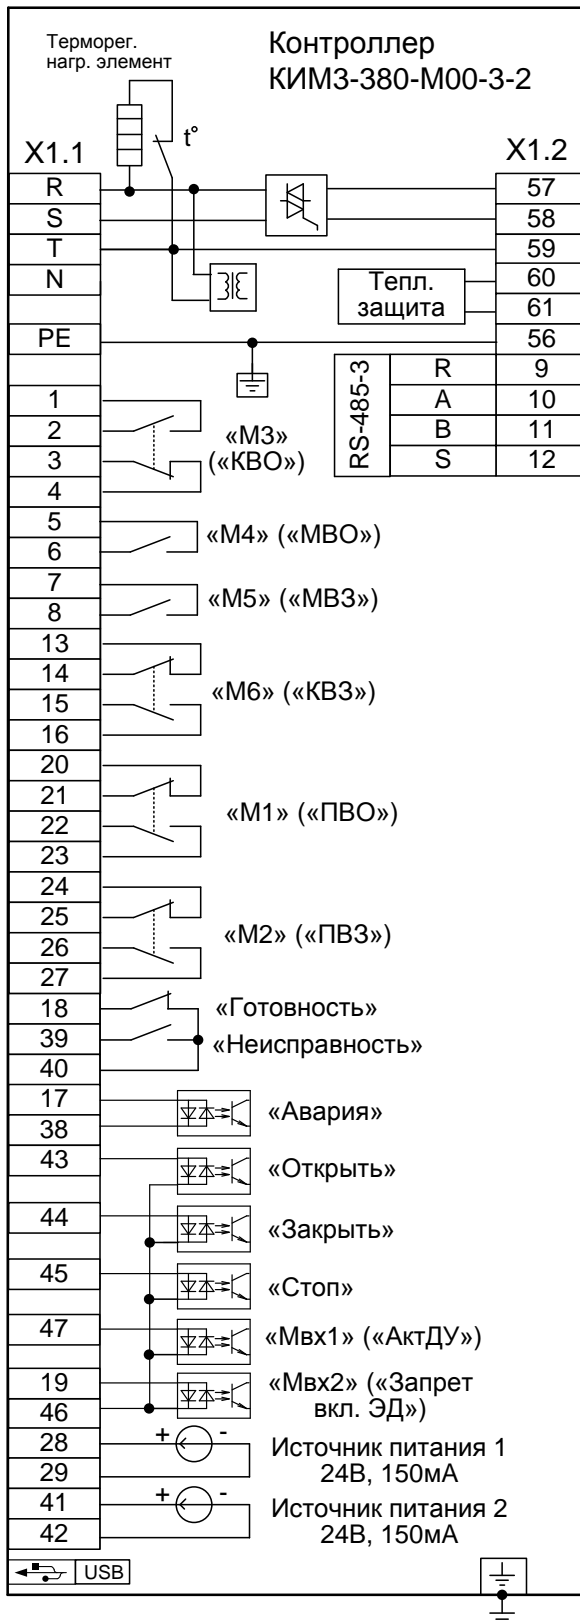 Терморег.
нагр. элемент
Контроллер
КИМ3-380-М00-3-2
t°
X1.1
X1.2
R
S
T
N
PE
57
58
59
60
61
56
Тепл.
защита
RS-485-3
R
9
A
10
B
11
S
12
1
2
3
4
«М3»
(«КВО»)
5
6
«М4» («МВО»)
7
8
«М5» («МВЗ»)
13
14
15
16
«М6» («КВЗ»)
20
21
22
23
«М1» («ПВО»)
24
25
26
27
«М2» («ПВЗ»)
18
«Готовность»
39
«Неисправность»
40
17
38
«Авария»
43
«Открыть»
44
«Закрыть»
45
«Стоп»
47
«Мвх1» («АктДУ»)
19
46
«Мвх2» («Запрет
вкл. ЭД»)
28
29
+ -
Источник питания 1
24В, 150мА
41
42
+ -
Источник питания 2
24В, 150мА
USB